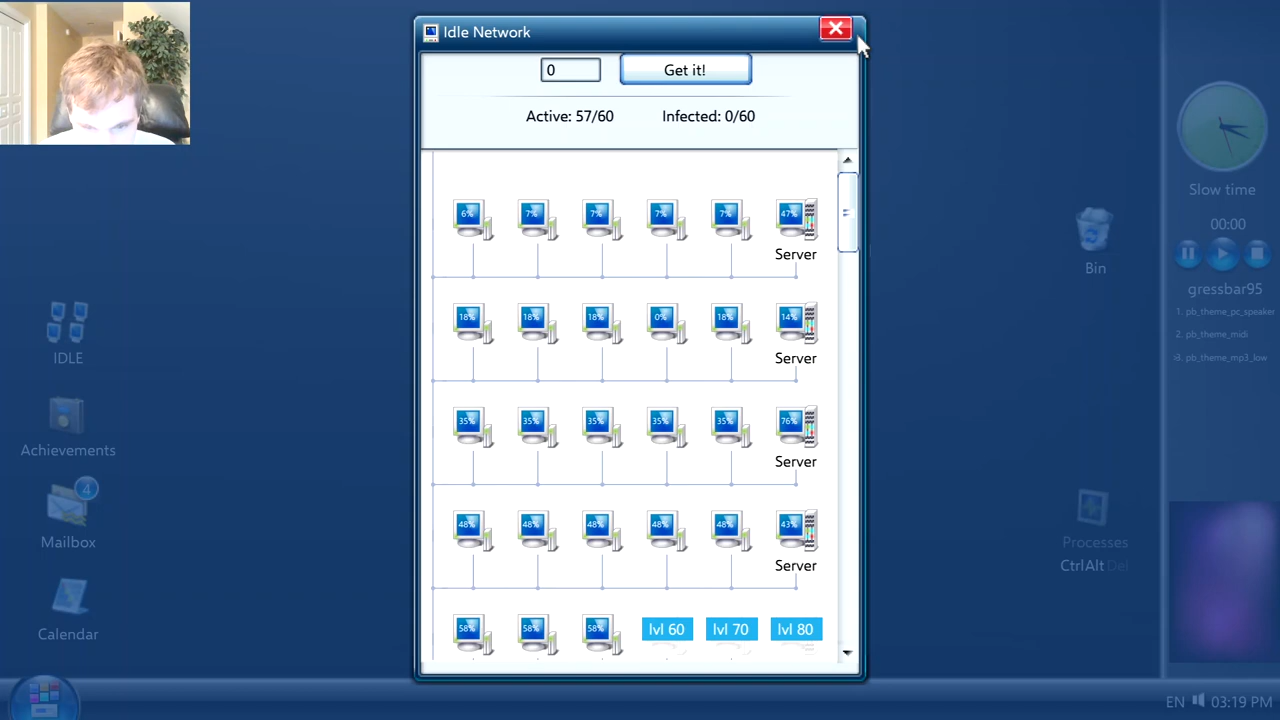 Idle Network
0
Get it!
Active: 57/60
Infected: 0/60
6%
7%
7%
7%
7%
47%
Server
18%
18%
18%
0%
18%
14%
Server
35%
35%
35%
35%
35%
76%
Server
48%
48%
48%
48%
48%
43%
Server
58%
58%
58%
lvl 60
lvl 70
lvl 80
IDLE
Achievements
4
Mailbox
Calendar
Bin
Processes
CtrlAlt Del
Slow time
00:00
gressbar95
1. pb_theme_pc_speaker
2. pb_theme_midi
3. pb_theme_mp3_low
EN
03:19 PM